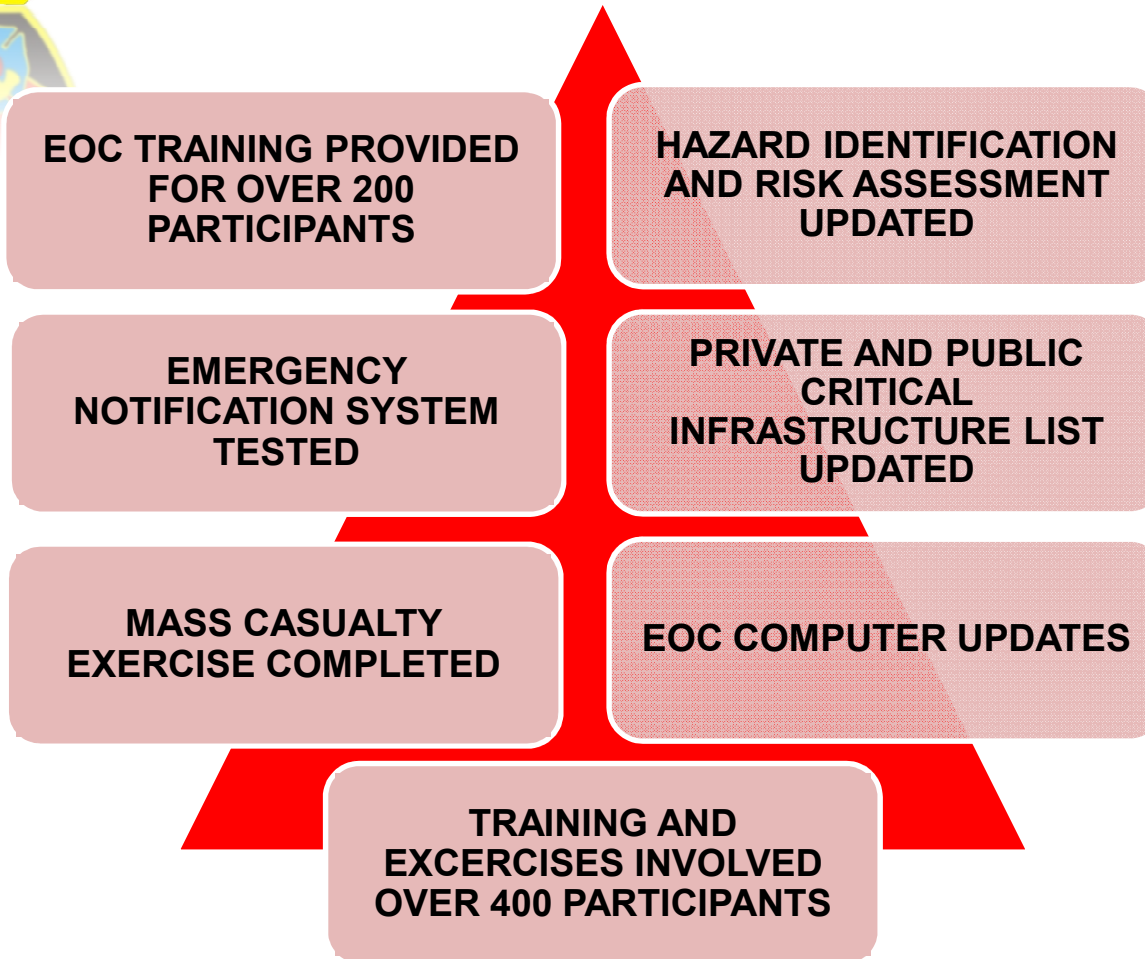 EOC TRAINING PROVIDED
FOR OVER 200
PARTICIPANTS
HAZARD IDENTIFICATION
AND RISK ASSESSMENT
UPDATED
EMERGENCY
NOTIFICATION SYSTEM
TESTED
PRIVATE AND PUBLIC
CRITICAL
INFRASTRUCTURE LIST
UPDATED
MASS CASUALTY
EXERCISE COMPLETED
EOC COMPUTER UPDATES
TRAINING AND
EXCERCISES INVOLVED
OVER 400 PARTICIPANTS